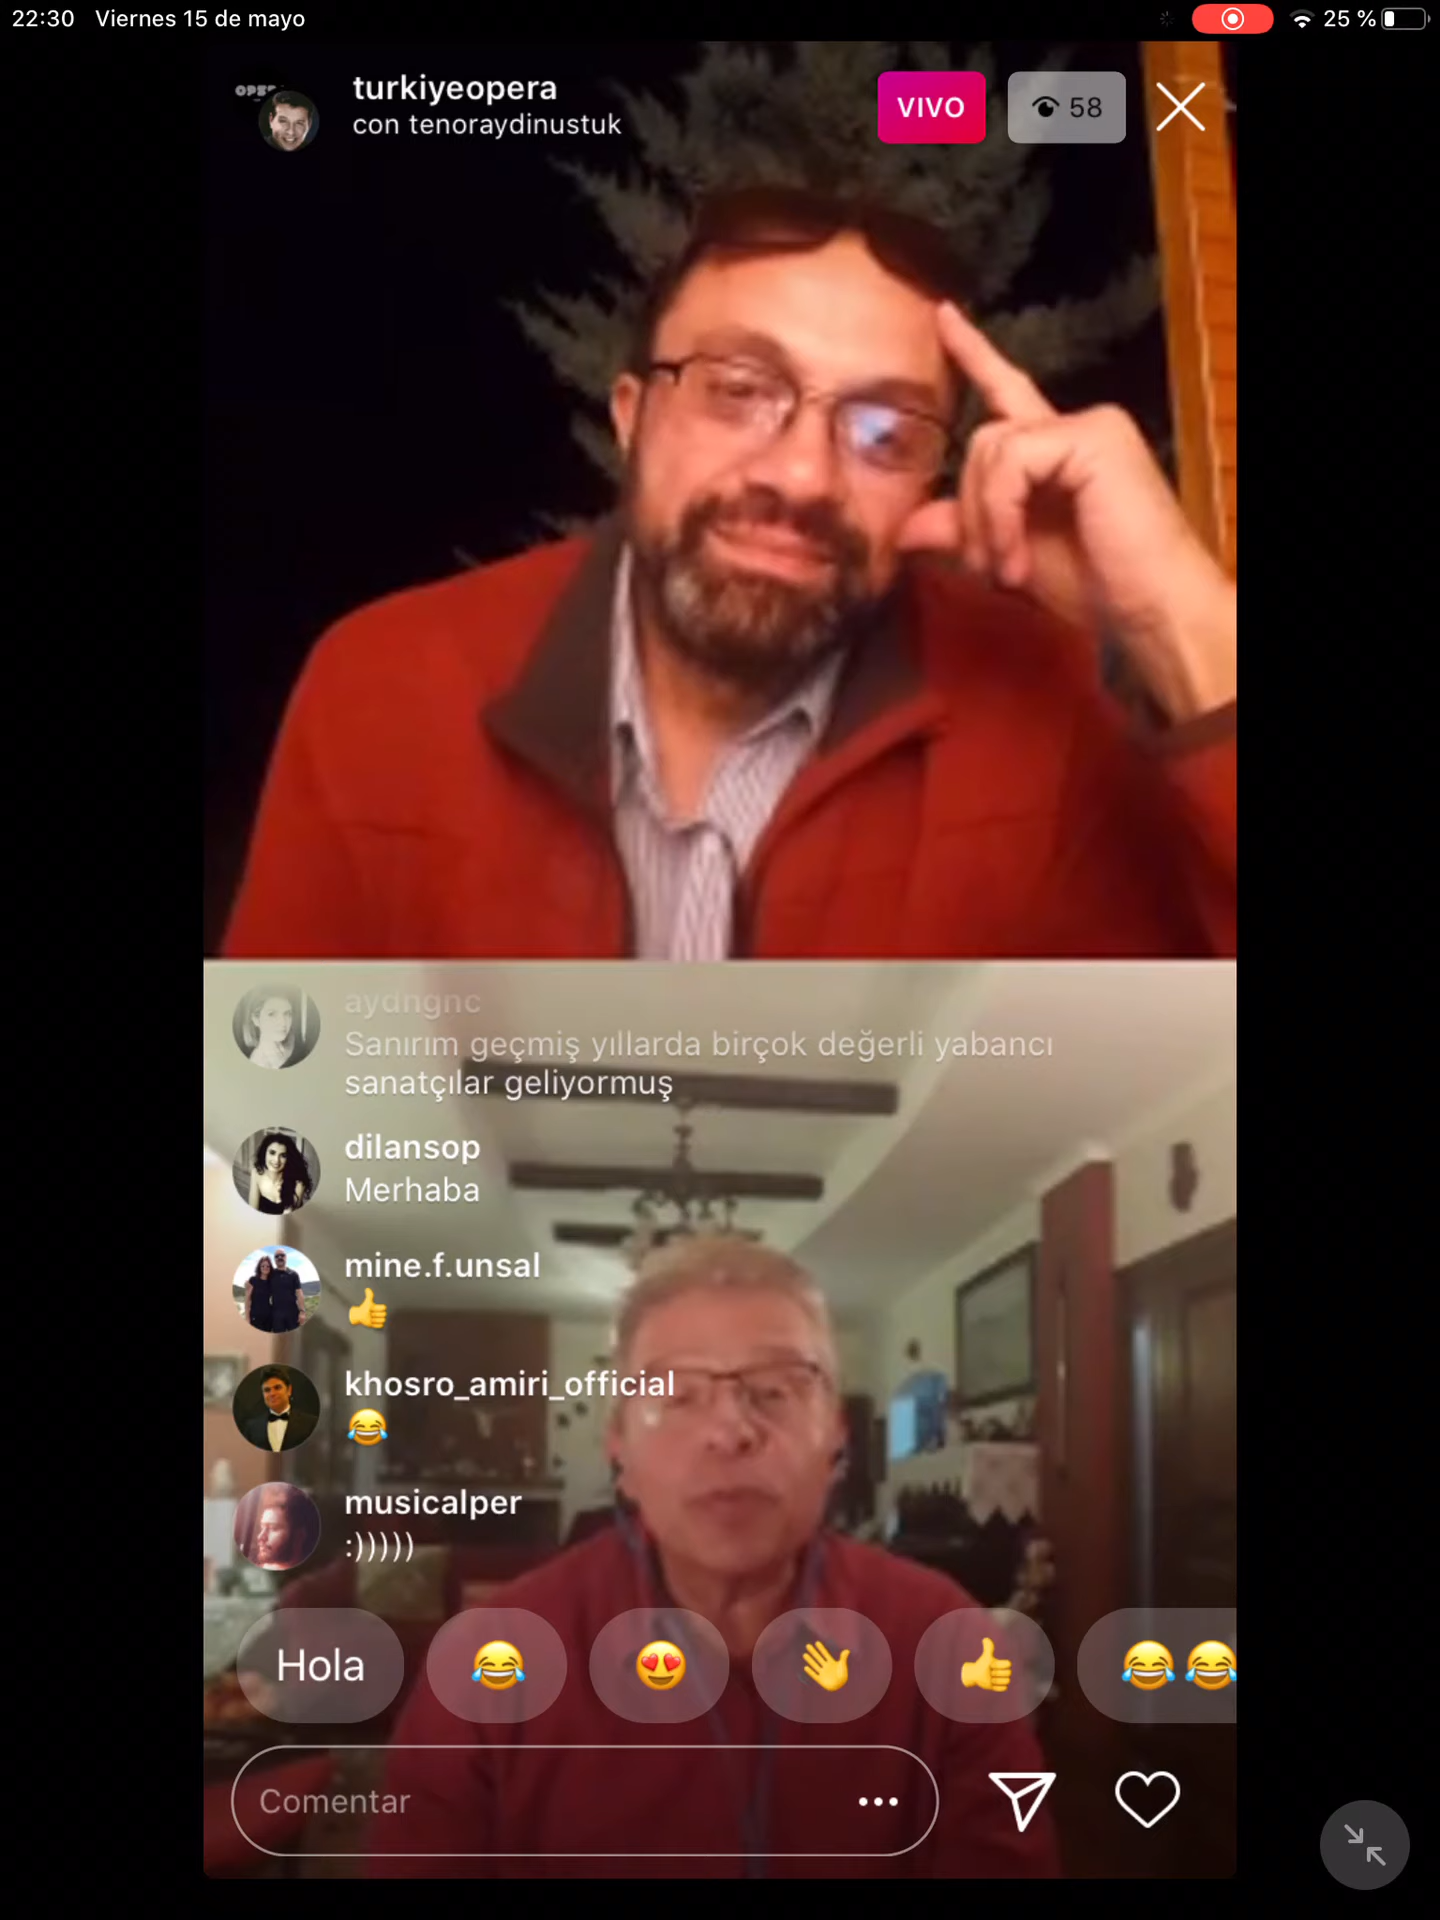 22:30 Viernes 15 de mayo
25 %
turkiyeopera
con tenoraydinustuk
VIVO
58
aydngnc
Sanırım geçmiş yıllarda birçok değerli yabancı
sanatçılar geliyormuş
dilansop
Merhaba
mine.f.unsal
👍
khosro_amiri_official
😂
musicalper
:)))))
Hola 😂 😍 👋 👍 😂😂
Comentar